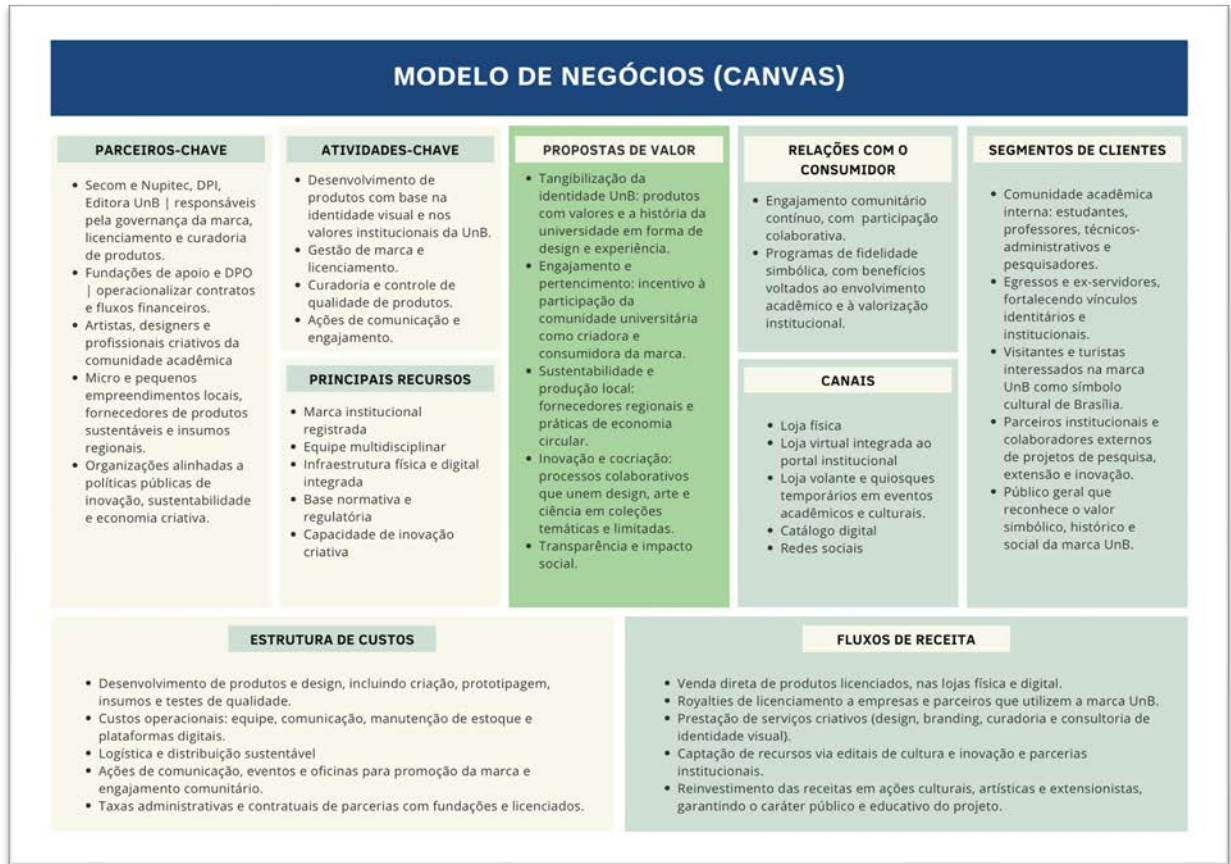 MODELO DE NEGÓCIOS (CANVAS)
PARCEIROS-CHAVE
• Secom e Nupitec, DPI,
Editora UnB | responsáveis
pela governança da marca,
licenciamento e curadoria
de produtos.
• Fundações de apoio e DPO
| operacionalizar contratos
e fluxos financeiros.
• Artistas, designers e
profissionais criativos da
comunidade acadêmica
• Micro e pequenos
empreendimentos locais,
fornecedores de produtos
sustentáveis e insumos
regionais.
• Organizações alinhadas a
políticas públicas de
inovação, sustentabilidade
e economia criativa.
ATIVIDADES-CHAVE
• Desenvolvimento de
produtos com base na
identidade visual e nos
valores institucionais da UnB.
• Gestão de marca e
licenciamento.
• Curadoria e controle de
qualidade de produtos.
• Ações de comunicação e
engajamento.
PRINCIPAIS RECURSOS
• Marca institucional
registrada
• Equipe multidisciplinar
• Infraestrutura física e digital
integrada
• Base normativa e
regulatória
• Capacidade de inovação
criativa
PROPOSTAS DE VALOR
• Tangibilização da
identidade UnB: produtos
com valores e a história da
universidade em forma de
design e experiência.
• Engajamento e
pertencimento: incentivo à
participação da
comunidade universitária
como criadora e
consumidora da marca.
• Sustentabilidade e
produção local:
fornecedores regionais e
práticas de economia
circular.
• Inovação e cocriação:
processos colaborativos
que unem design, arte e
ciência em coleções
temáticas e limitadas.
• Transparência e impacto
social.
RELAÇÕES COM O
CONSUMIDOR
• Engajamento comunitário
contínuo, com participação
colaborativa.
• Programas de fidelidade
simbólica, com benefícios
voltados ao envolvimento
acadêmico e à valorização
institucional.
CANAIS
• Loja física
• Loja virtual integrada ao
portal institucional
• Loja volante e quiosques
temporários em eventos
acadêmicos e culturais.
• Catálogo digital
• Redes sociais
SEGMENTOS DE CLIENTES
• Comunidade acadêmica
interna: estudantes,
professores, técnicos-
administrativos e
pesquisadores.
• Egressos e ex-servidores,
fortalecendo vínculos
identitários e
institucionais.
• Visitantes e turistas
interessados na marca
UnB como símbolo
cultural de Brasília.
• Parceiros institucionais e
colaboradores externos
de projetos de pesquisa,
extensão e inovação.
• Público geral que
reconhece o valor
simbólico, histórico e
social da marca UnB.
ESTRUTURA DE CUSTOS
• Desenvolvimento de produtos e design, incluindo criação, prototipagem,
insumos e testes de qualidade.
• Custos operacionais: equipe, comunicação, manutenção de estoque e
plataformas digitais.
• Logística e distribuição sustentável
• Ações de comunicação, eventos e oficinas para promoção da marca e
engajamento comunitário.
• Taxas administrativas e contratuais de parcerias com fundações e licenciados.
FLUXOS DE RECEITA
• Venda direta de produtos licenciados, nas lojas física e digital.
• Royalties de licenciamento a empresas e parceiros que utilizem a marca UnB.
• Prestação de serviços criativos (design, branding, curadoria e consultoria de
identidade visual).
• Captação de recursos via editais de cultura e inovação e parcerias
institucionais.
• Reinvestimento das receitas em ações culturais, artísticas e extensionistas,
garantindo o caráter público e educativo do projeto.